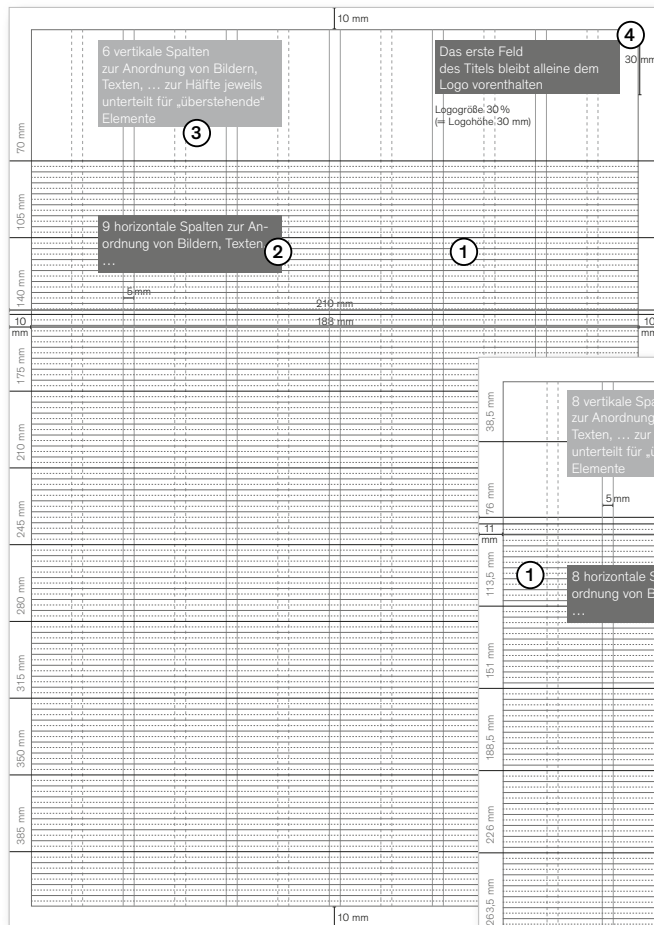 10 mm
4
6 vertikale Spalten
zur Anordnung von Bildern,
Texten, … zur Hälfte jeweils
unterteilt für „überstehende“
Elemente
3
Das erste Feld
des Titels bleibt alleine dem
Logo vorenthalten
30 mm
Logogröße 30 %
(= Logohöhe 30 mm)
70 mm
105 mm
9 horizontale Spalten zur An-
ordnung von Bildern, Texten,
…
2
1
140 mm
5 mm
210 mm
10
mm
188 mm
10
mm
175 mm
210 mm
245 mm
280 mm
315 mm
350 mm
385 mm
10 mm
38,5 mm
8 vertikale Spa
zur Anordnung
Texten, … zur
unterteilt für „ü
Elemente
76 mm
5 mm
11
mm
113,5 mm
1
8 horizontale S
ordnung von B
…
151 mm
188,5 mm
226 mm
263,5 mm